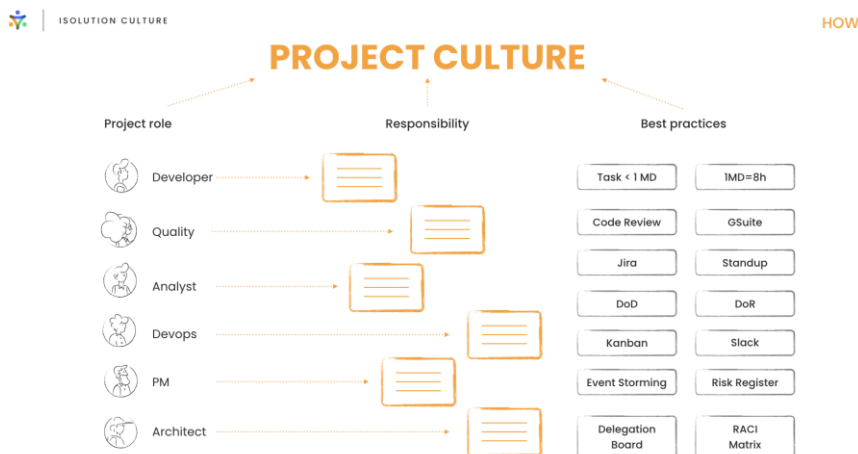 ISOLUTION CULTURE
HOW
PROJECT CULTURE
Project role
Responsibility
Best practices
Developer
Quality
Analyst
Devops
PM
Architect
Task < 1 MD
1MD=8h
Code Review
GSuite
Jira
Standup
DoD
DoR
Kanban
Slack
Event Storming
Risk Register
Delegation
Board
RACI
Matrix